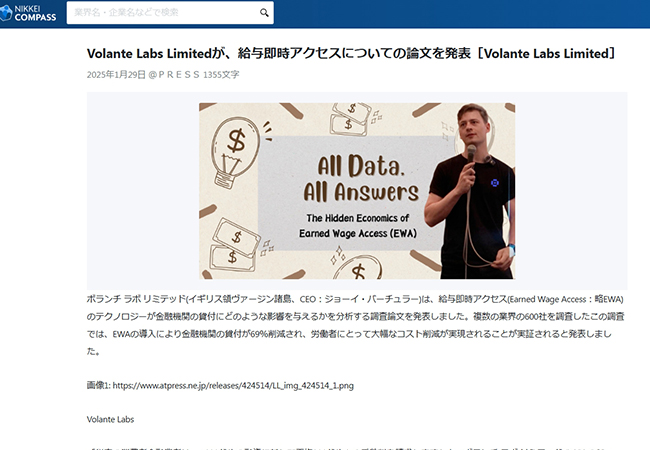 NIKKEI
COMPASS
業界名・企業名などで検索
Volante Labs Limitedが、給与即時アクセスについての論文を発表［Volante Labs Limited］
2025年1月29日 @ＰＲＥＳＳ 1355文字
All Data,
All Answers
The Hidden Economics of
Earned Wage Access (EWA)
ボランチ ラボ リミテッド(イギリス領ヴァージン諸島、CEO：ジョーイ・バーチュラー)は、給与即時アクセス(Earned Wage Access：略EWA)
のテクノロジーが金融機関の貸付にどのような影響を与えるかを分析する調査論文を発表しました。複数の業界の600社を調査したこの調査
では、EWAの導入により金融機関の貸付が69%削減され、労働者にとって大幅なコスト削減が実現されることが実証されると発表しまし
た。
画像1: https://www.atpress.ne.jp/releases/424514/LL_img_424514_1.png
Volante Labs